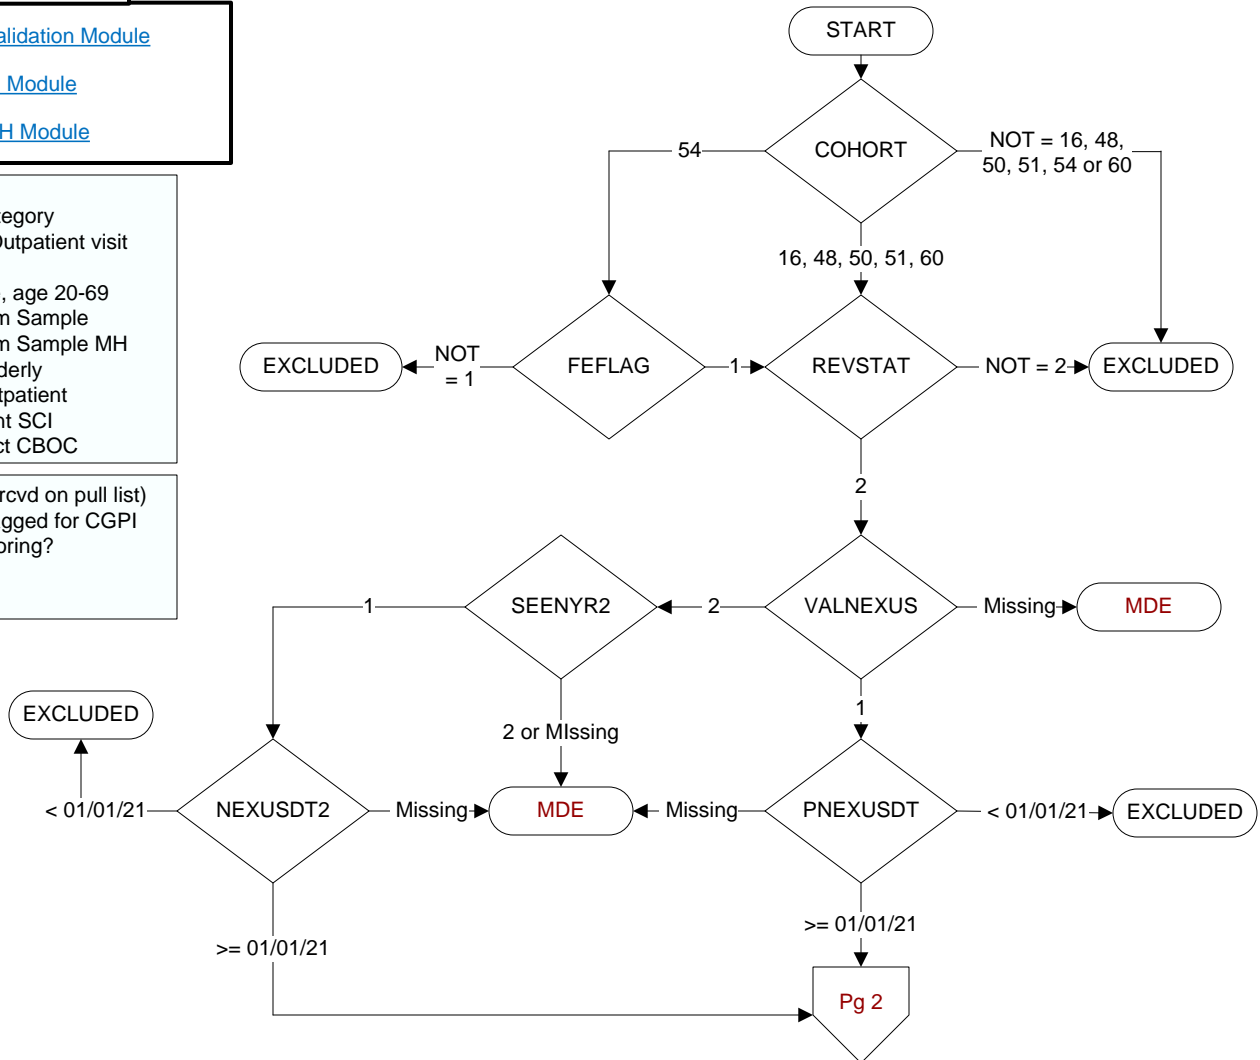 alidation Module
Module
H Module
tegory
Outpatient visit
, age 20-69
m Sample
m Sample MH
derly
tpatient
nt SCI
ct CBOC
rcvd on pull list)
gged for CGPI
oring?
START
COHORT
54
NOT = 16, 48,
50, 51, 54 or 60
16, 48, 50, 51, 60
EXCLUDED
NOT
= 1
FEFLAG
1
REVSTAT
NOT = 2
EXCLUDED
2
1
SEENYR2
2
VALNEXUS
Missing
MDE
EXCLUDED
2 or MIssing
1
< 01/01/21
NEXUSDT2
Missing
MDE
Missing
PNEXUSDT
< 01/01/21
EXCLUDED
>= 01/01/21
>= 01/01/21
Pg 2